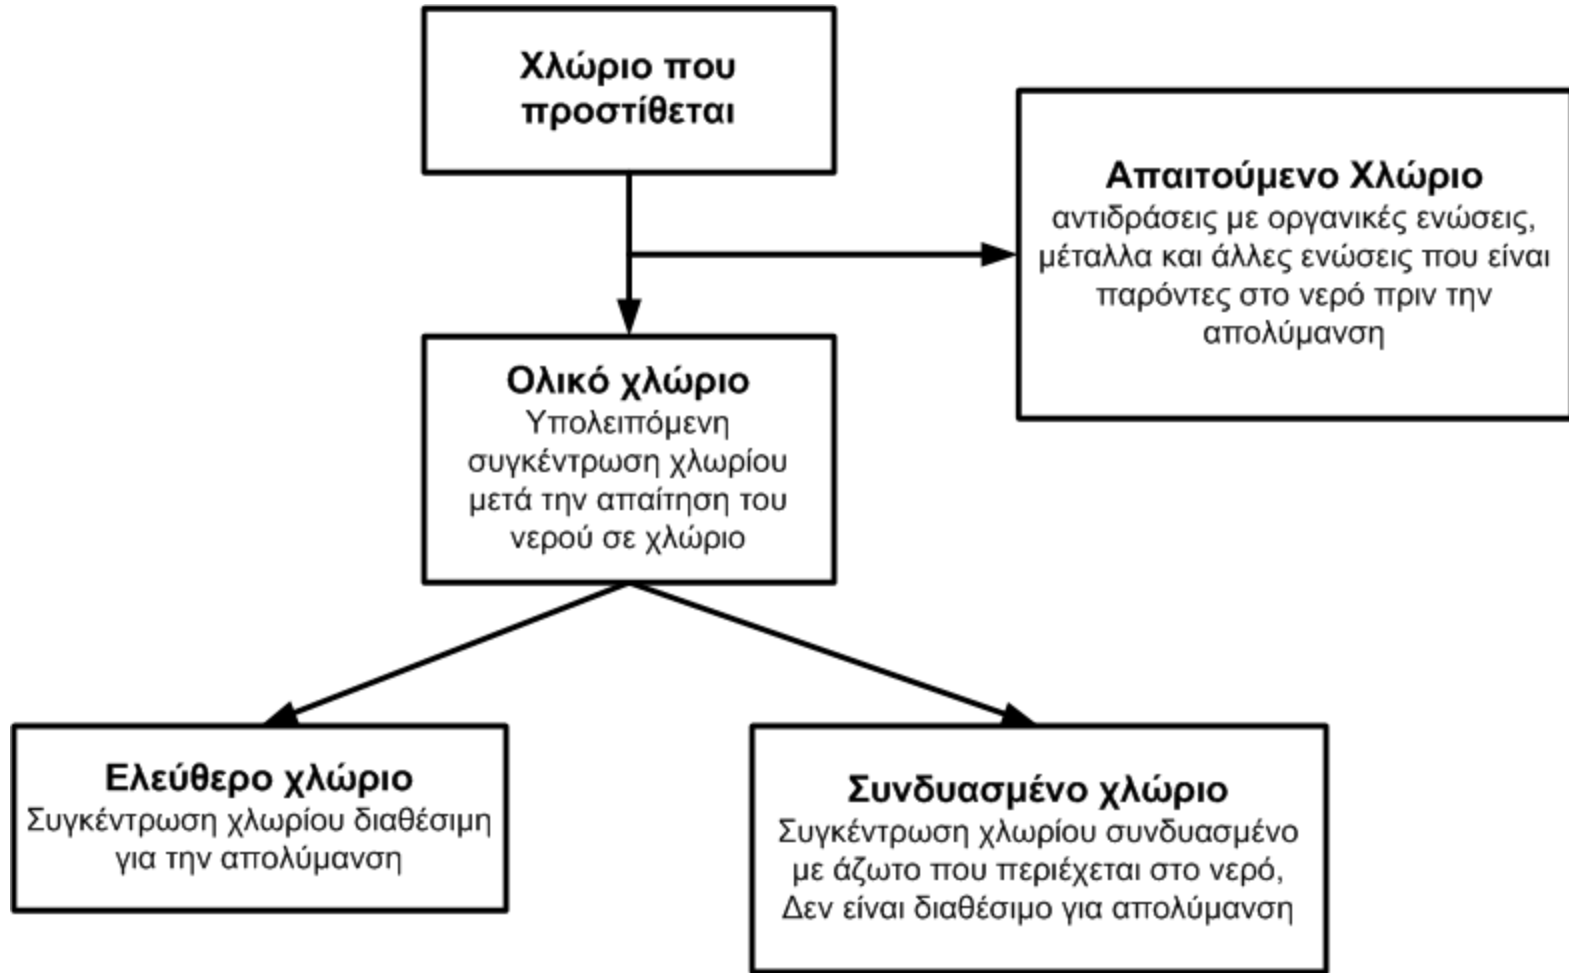 Χλώριο που
προστίθεται
Απαιτούμενο Χλώριο
αντιδράσεις με οργανικές ενώσεις,
μέταλλα και άλλες ενώσεις που είναι
παρόντες στο νερό πριν την
απολύμανση
Ολικό χλώριο
Υπολειπόμενη
συγκέντρωση χλωρίου
μετά την απαίτηση του
νερού σε χλώριο
Ελεύθερο χλώριο
Συγκέντρωση χλωρίου διαθέσιμη
για την απολύμανση
Συνδυασμένο χλώριο
Συγκέντρωση χλωρίου συνδυασμένο
με άζωτο που περιέχεται στο νερό,
Δεν είναι διαθέσιμο για απολύμανση